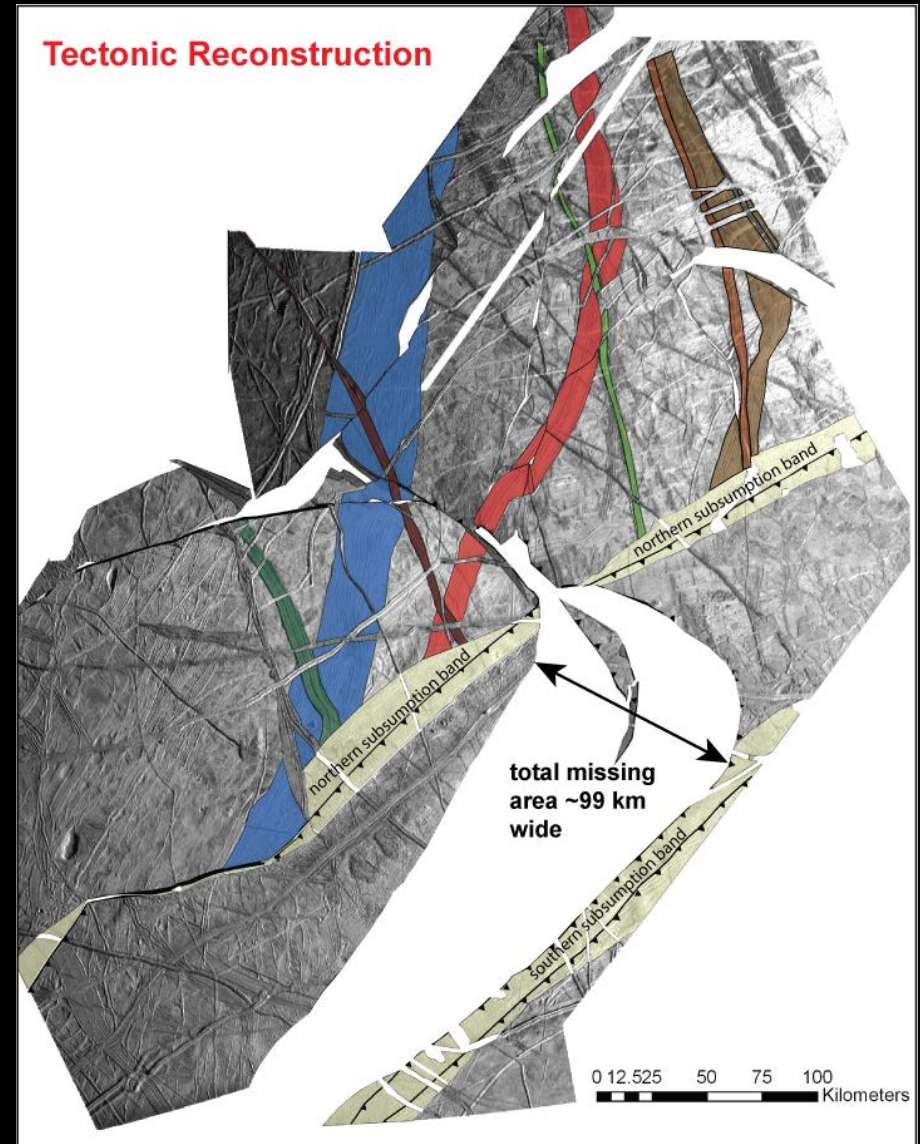 Tectonic Reconstruction
northern subsumption band
northern subsumption band
total missing
area ~99 km
wide
southern subsumption band
0 12.525 50 75 100
Kilometers